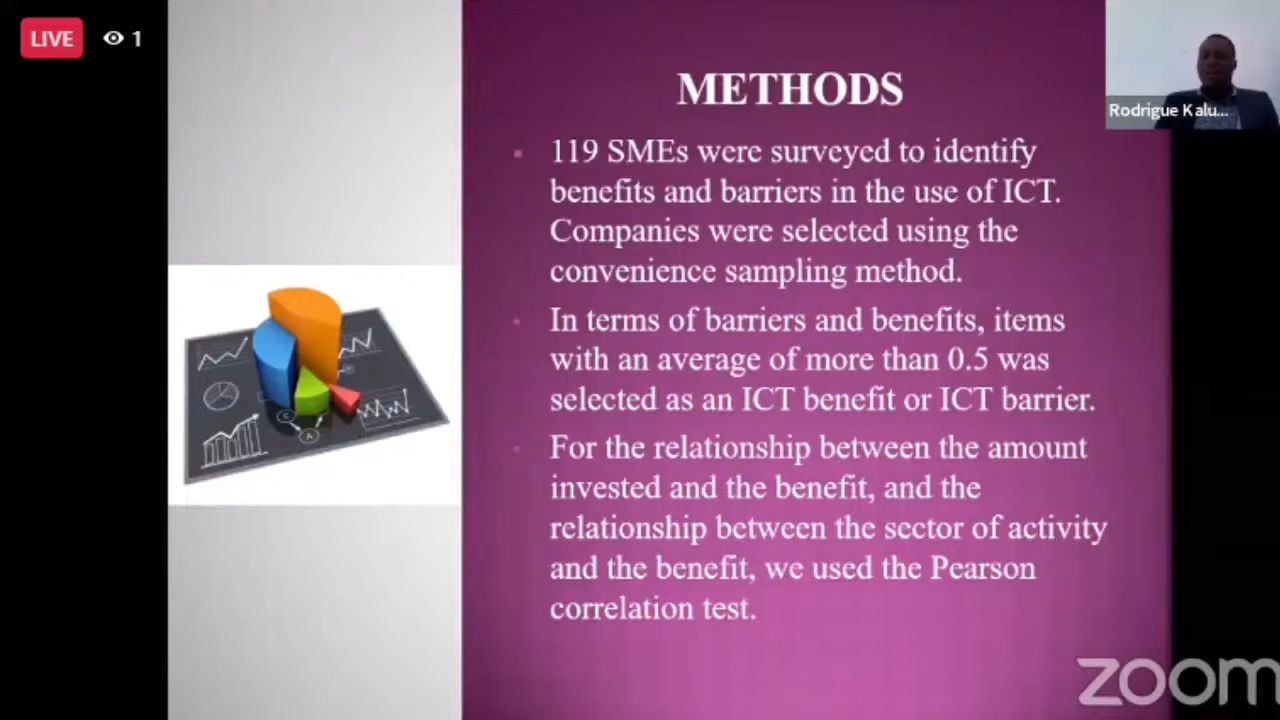 LIVE
1
METHODS
Rodrigue Kalu...
119 SMEs were surveyed to identify
benefits and barriers in the use of ICT.
Companies were selected using the
convenience sampling method.
In terms of barriers and benefits, items
with an average of more than 0.5 was
selected as an ICT benefit or ICT barrier.
For the relationship between the amount
invested and the benefit, and the
relationship between the sector of activity
and the benefit, we used the Pearson
correlation test.
zoom